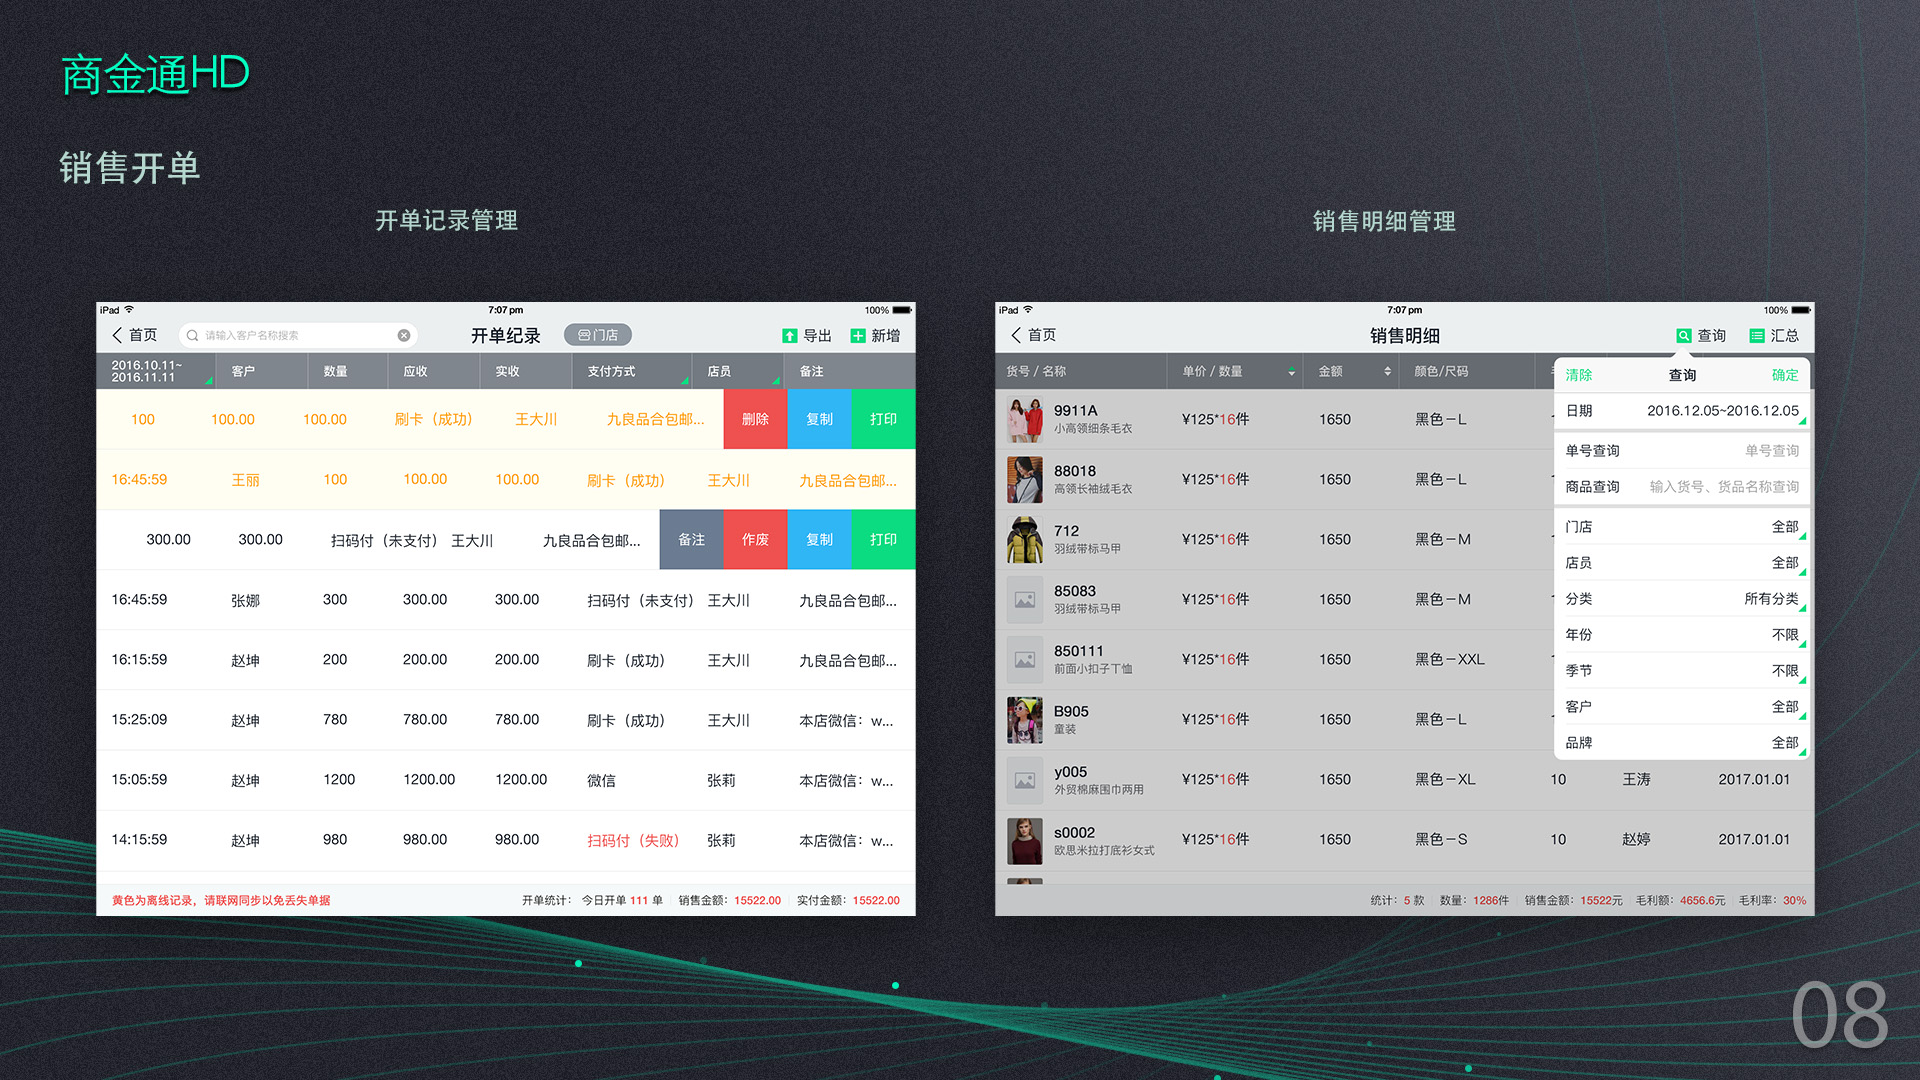 商金通HD
销售开单
开单记录管理
销售明细管理
iPad 7:07 pm 100%
首页 请输入客户名称搜索 开单纪录 门店 导出 新增
2016.10.11~
2016.11.11 客户 数量 应收 实收 支付方式 店员 备注
100 100.00 100.00 刷卡（成功） 王大川 九良品合包邮... 删除 复制 打印
16:45:59 王丽 100 100.00 100.00 刷卡（成功） 王大川 九良品合包邮...
300.00 300.00 扫码付（未支付） 王大川 九良品合包邮... 备注 作废 复制 打印
16:45:59 张娜 300 300.00 300.00 扫码付（未支付） 王大川 九良品合包邮...
16:15:59 赵坤 200 200.00 200.00 刷卡（成功） 王大川 九良品合包邮...
15:25:09 赵坤 780 780.00 780.00 刷卡（成功） 王大川 本店微信：w...
15:05:59 赵坤 1200 1200.00 1200.00 微信 张莉 本店微信：w...
14:15:59 赵坤 980 980.00 980.00 扫码付（失败） 张莉 本店微信：w...
黄色为离线记录，请联网同步以免丢失单据 开单统计： 今日开单 111 单 销售金额：15522.00 实付金额：15522.00
iPad 7:07 pm 100%
首页 销售明细 查询 汇总
货号 / 名称 单价 / 数量 金额 颜色/尺码
9911A
小高领细条毛衣 ¥125*16件 1650 黑色－L
88018
高领长袖绒毛衣 ¥125*16件 1650 黑色－L
712
羽绒带标马甲 ¥125*16件 1650 黑色－M
85083
羽绒带标马甲 ¥125*16件 1650 黑色－M
850111
前面小扣子丁恤 ¥125*16件 1650 黑色－XXL
B905
童装 ¥125*16件 1650 黑色－L
y005
外贸棉麻围巾两用 ¥125*16件 1650 黑色－XL 10 王涛 2017.01.01
s0002
欧思米拉打底衫女式 ¥125*16件 1650 黑色－S 10 赵婷 2017.01.01
清除 查询 确定
日期 2016.12.05~2016.12.05
单号查询 单号查询
商品查询 输入货号、货品名称查询
门店 全部
店员 全部
分类 所有分类
年份 不限
季节 不限
客户 全部
品牌 全部
统计：5 款 数量：1286件 销售金额：15522元 毛利额：4656.6元 毛利率：30%
08